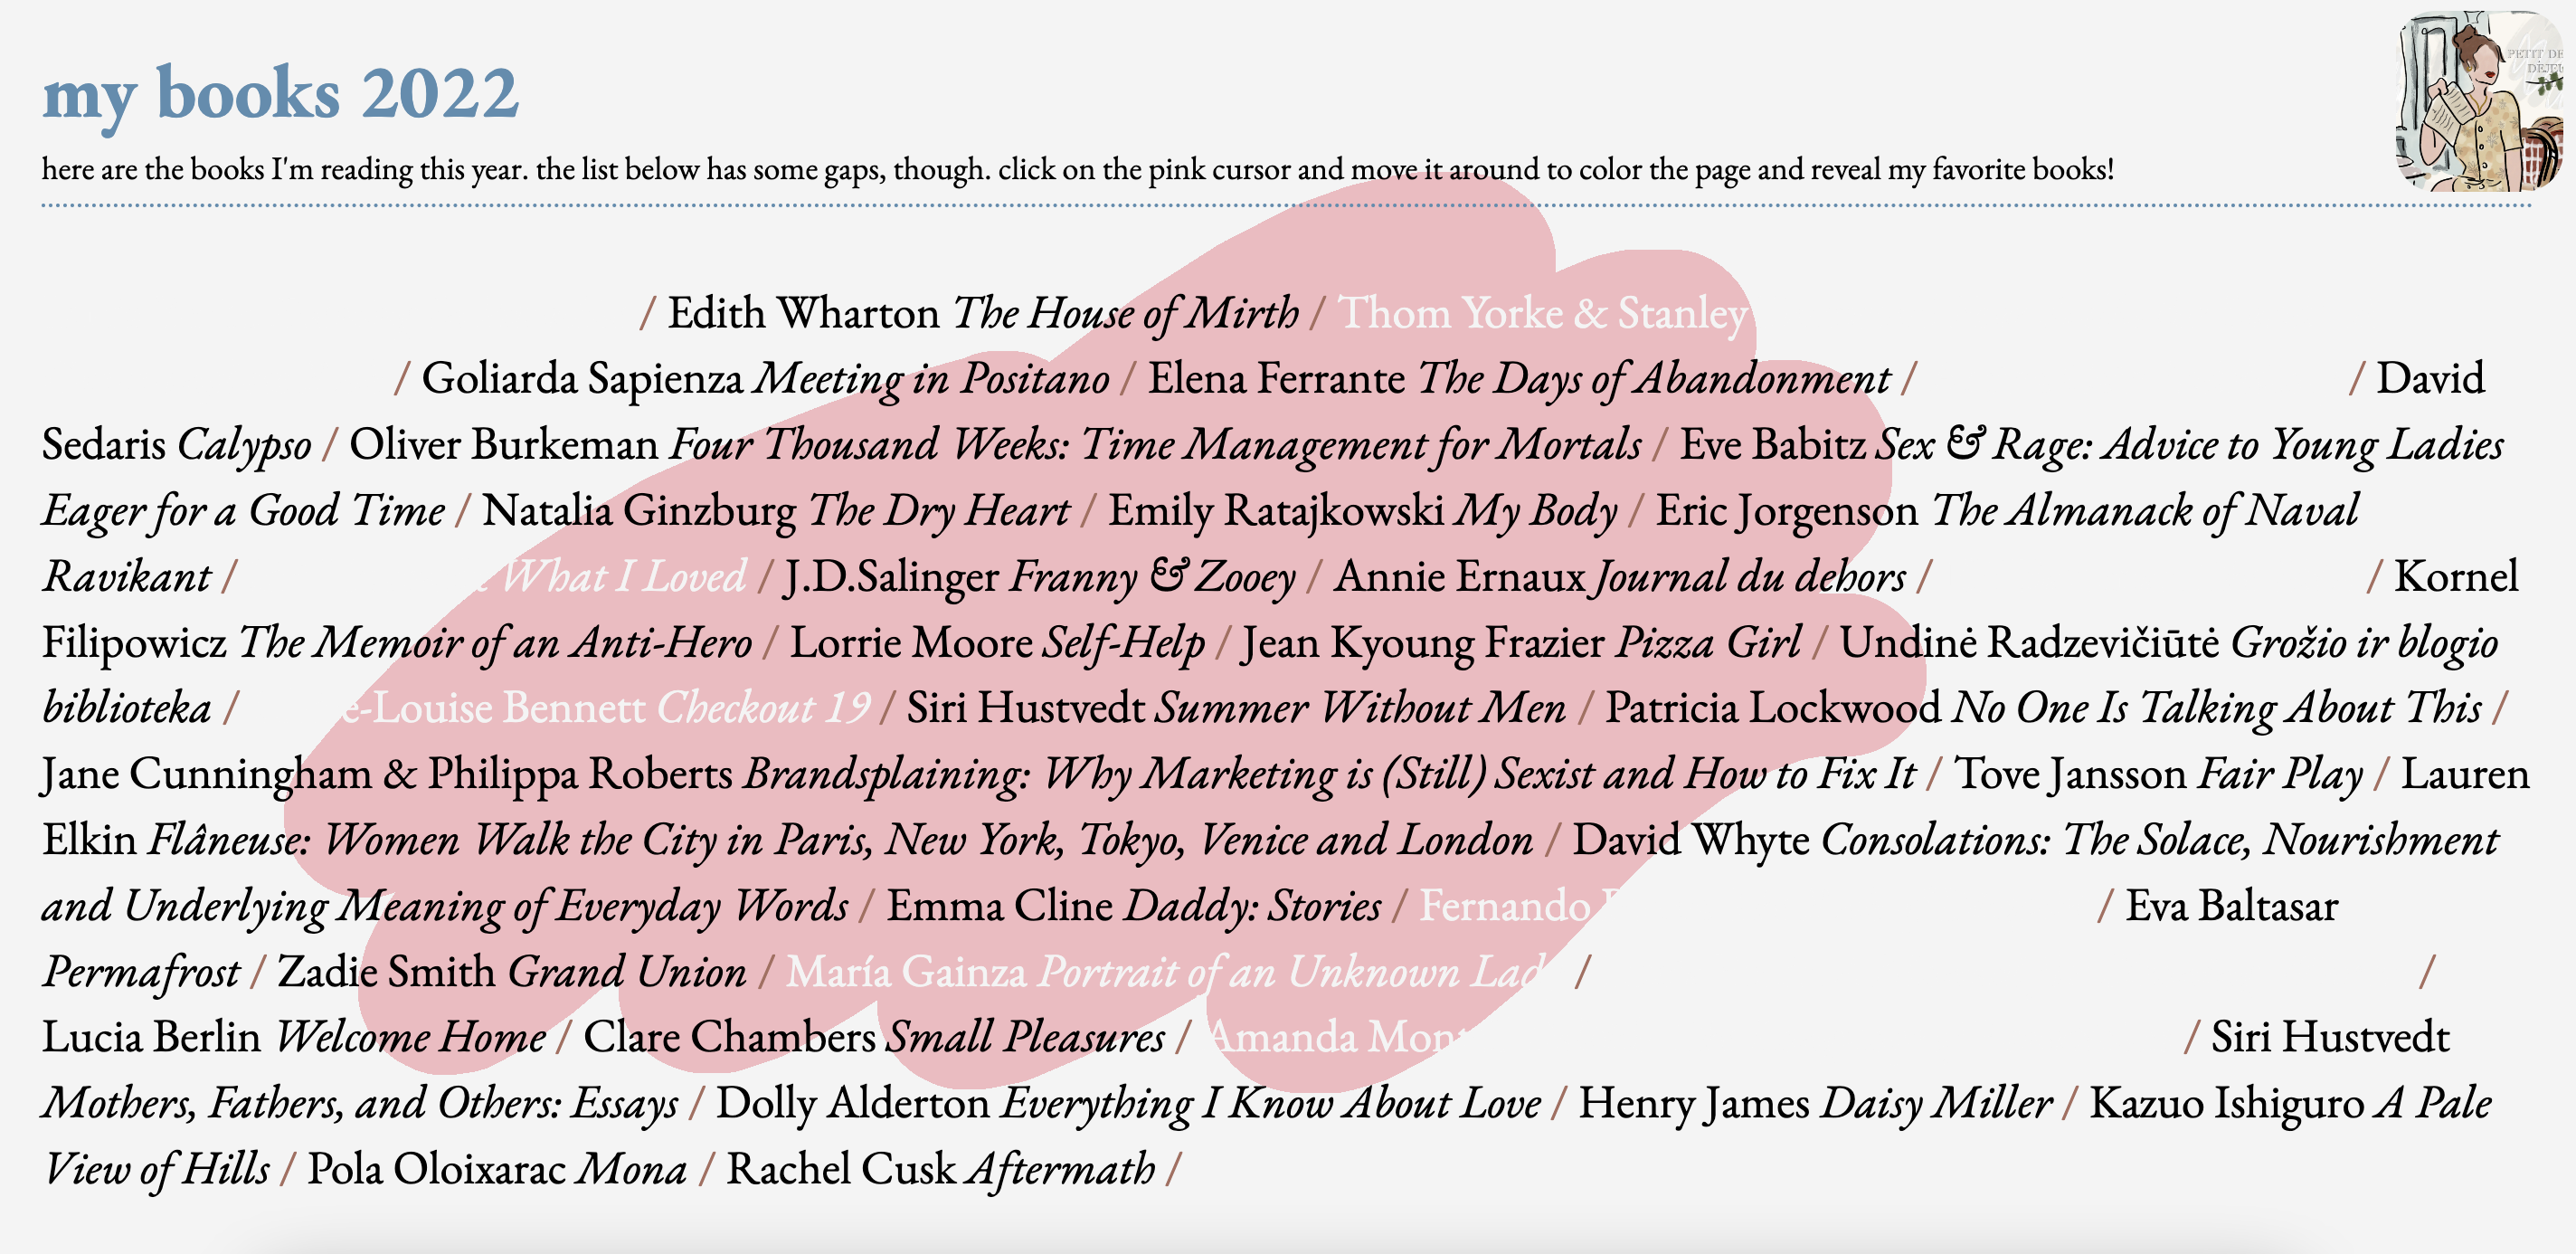 my books 2022
PETIT DE
DÉJEU
here are the books I'm reading this year. the list below has some gaps, though. click on the pink cursor and move it around to color the page and reveal my favorite books!
/ Edith Wharton The House of Mirth / Thom Yorke & Stanley
/ Goliarda Sapienza Meeting in Positano / Elena Ferrante The Days of Abandonment / / David
Sedaris Calypso / Oliver Burkeman Four Thousand Weeks: Time Management for Mortals / Eve Babitz Sex & Rage: Advice to Young Ladies
Eager for a Good Time / Natalia Ginzburg The Dry Heart / Emily Ratajkowski My Body / Eric Jorgenson The Almanack of Naval
Ravikant / What I Loved / J.D.Salinger Franny & Zooey / Annie Ernaux Journal du dehors / / Kornel
Filipowicz The Memoir of an Anti-Hero / Lorrie Moore Self-Help / Jean Kyoung Frazier Pizza Girl / Undinė Radzevičiūtė Grožio ir blogio
biblioteka / e-Louise Bennett Checkout 19 / Siri Hustvedt Summer Without Men / Patricia Lockwood No One Is Talking About This /
Jane Cunningham & Philippa Roberts Brandsplaining: Why Marketing is (Still) Sexist and How to Fix It / Tove Jansson Fair Play / Lauren
Elkin Flâneuse: Women Walk the City in Paris, New York, Tokyo, Venice and London / David Whyte Consolations: The Solace, Nourishment
and Underlying Meaning of Everyday Words / Emma Cline Daddy: Stories / Fernando / Eva Baltasar
Permafrost / Zadie Smith Grand Union / María Gainza Portrait of an Unknown Lad / /
Lucia Berlin Welcome Home / Clare Chambers Small Pleasures / Amanda Mont / Siri Hustvedt
Mothers, Fathers, and Others: Essays / Dolly Alderton Everything I Know About Love / Henry James Daisy Miller / Kazuo Ishiguro A Pale
View of Hills / Pola Oloixarac Mona / Rachel Cusk Aftermath /